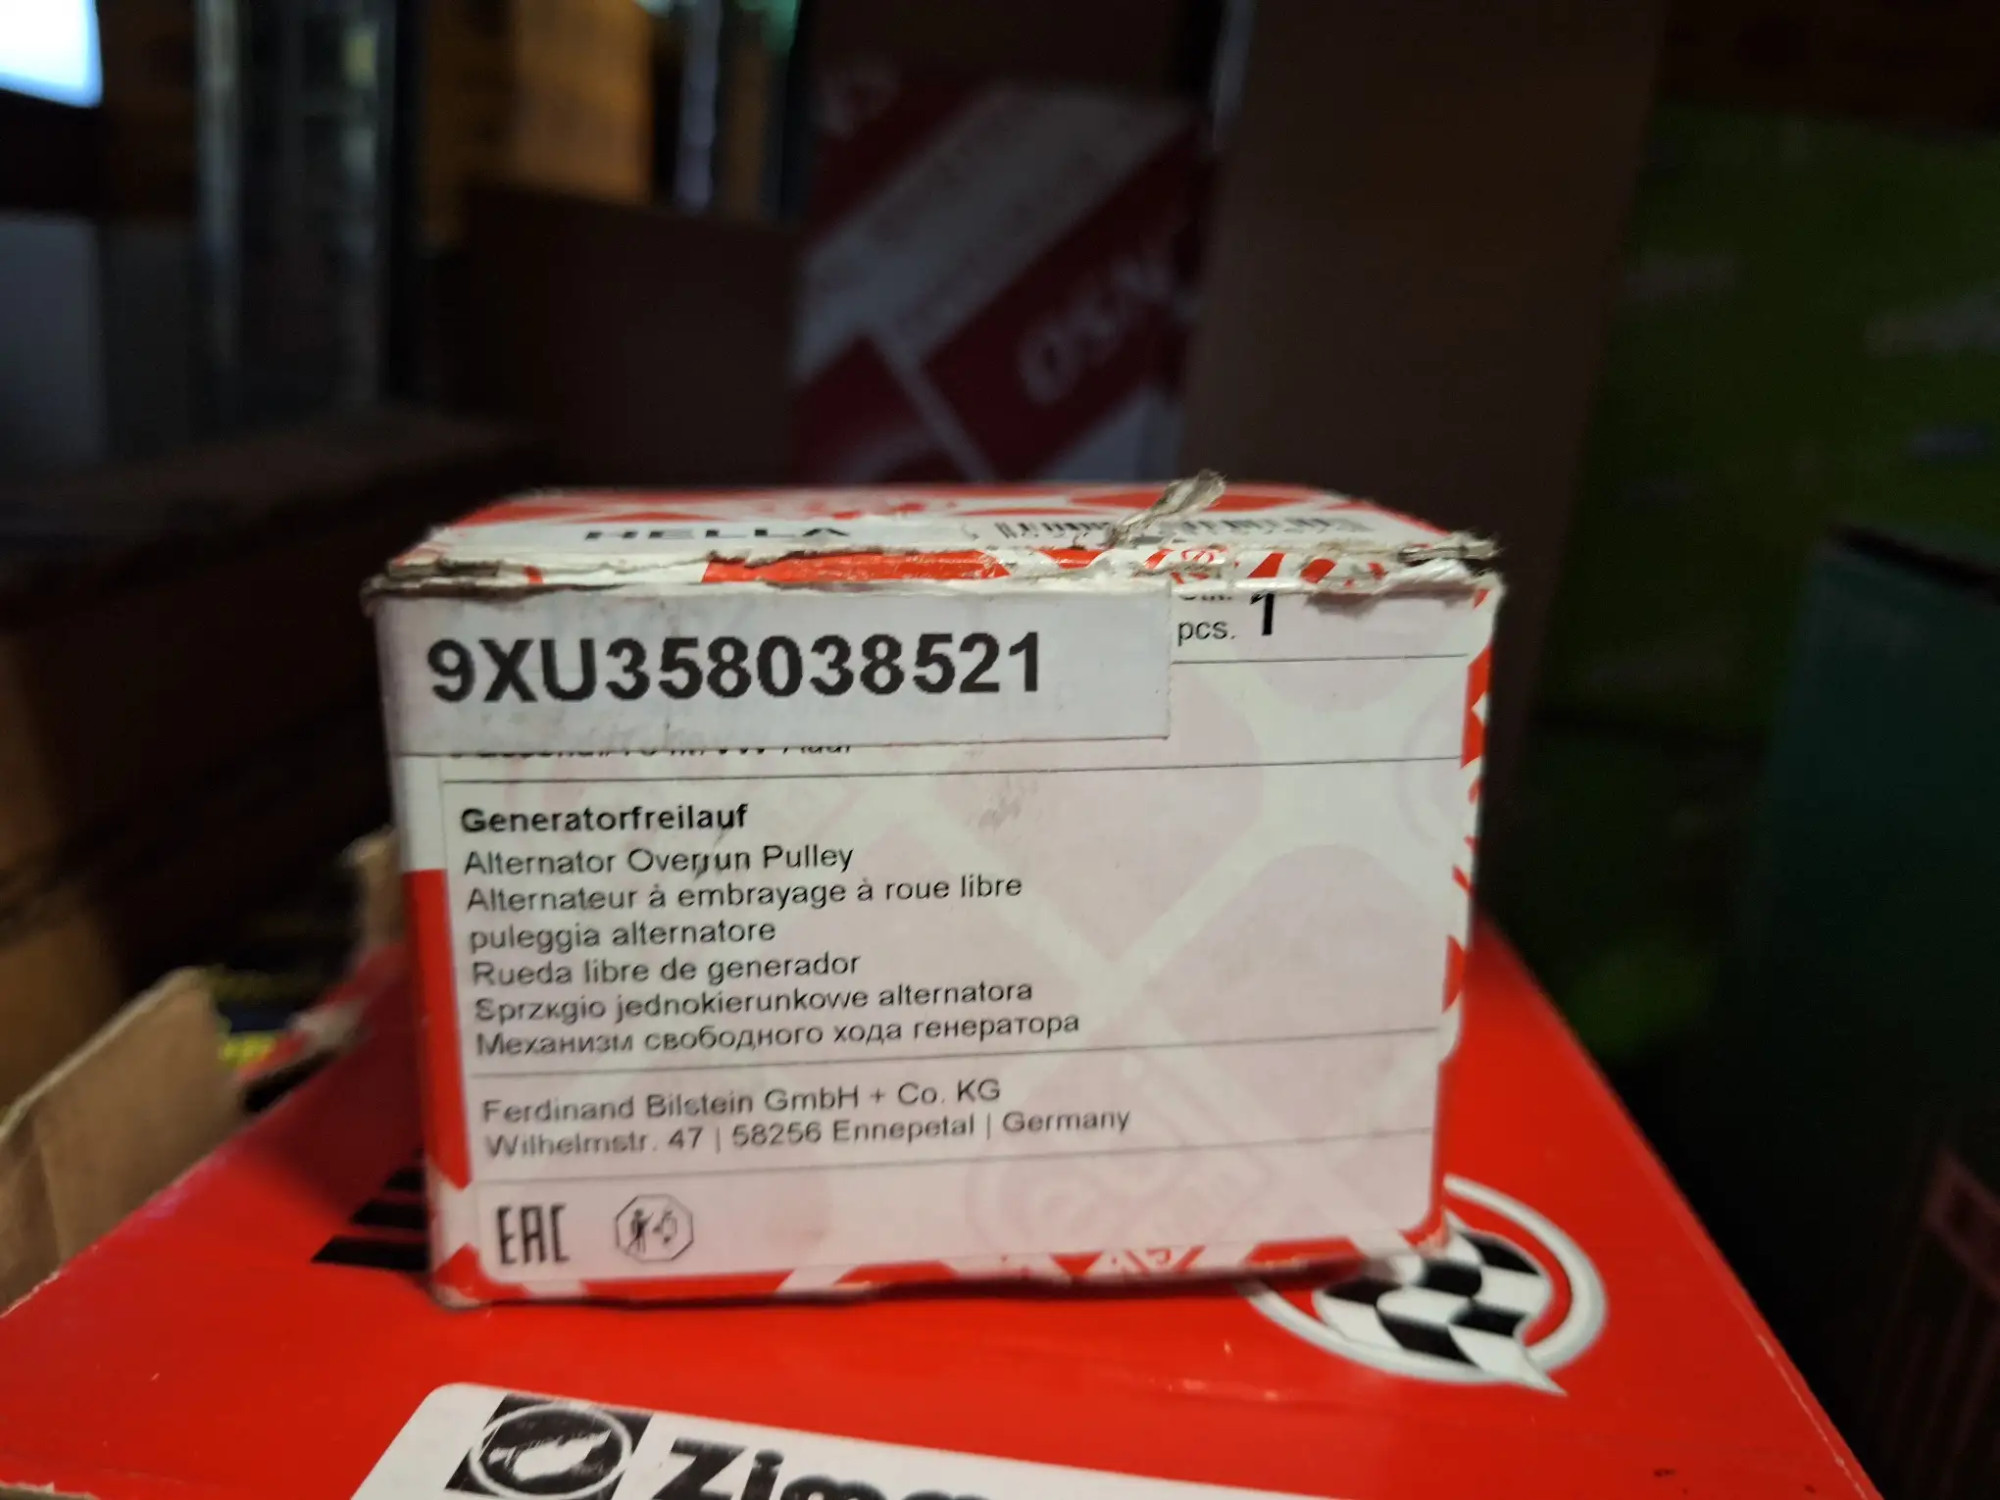 HELLA
9XU358038521
pcs. 1
Generatorfreilauf
Alternator Overrun Pulley
Alternateur à embrayage à roue libre
puleggia alternatore
Rueda libre de generador
Sprzкgio jednokierunkowe alternatora
Механизм свободного хода генератора
Ferdinand Bilstein GmbH + Co. KG
Wilhelmstr. 47 | 58256 Ennepetal | Germany
EAC